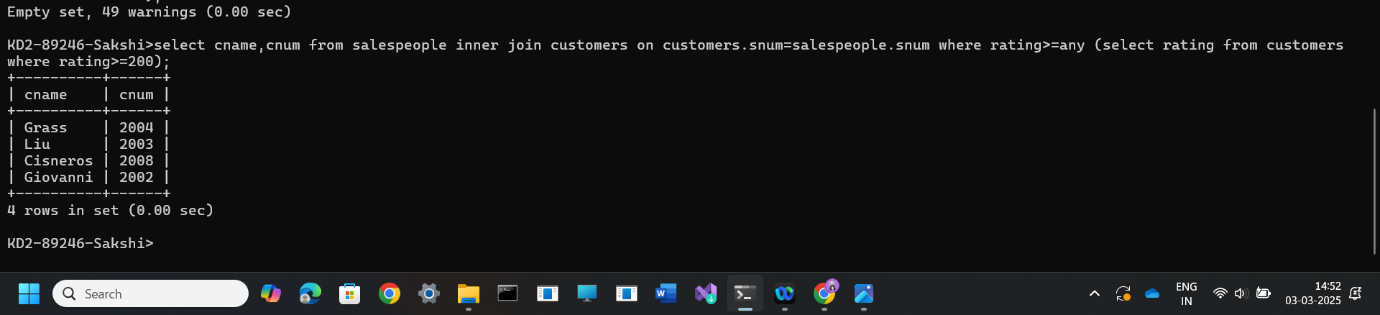 Empty set, 49 warnings (0.00 sec)
KD2-89246-Sakshi>select cname,cnum from salespeople inner join customers on customers.snum=salespeople.snum where rating>=any (select rating from customers
where rating>=200);
+----------+------+
| cname    | cnum |
+----------+------+
| Grass    | 2004 |
| Liu      | 2003 |
| Cisneros | 2008 |
| Giovanni | 2002 |
+----------+------+
4 rows in set (0.00 sec)
KD2-89246-Sakshi>
Search
ENG
IN
14:52
03-03-2025